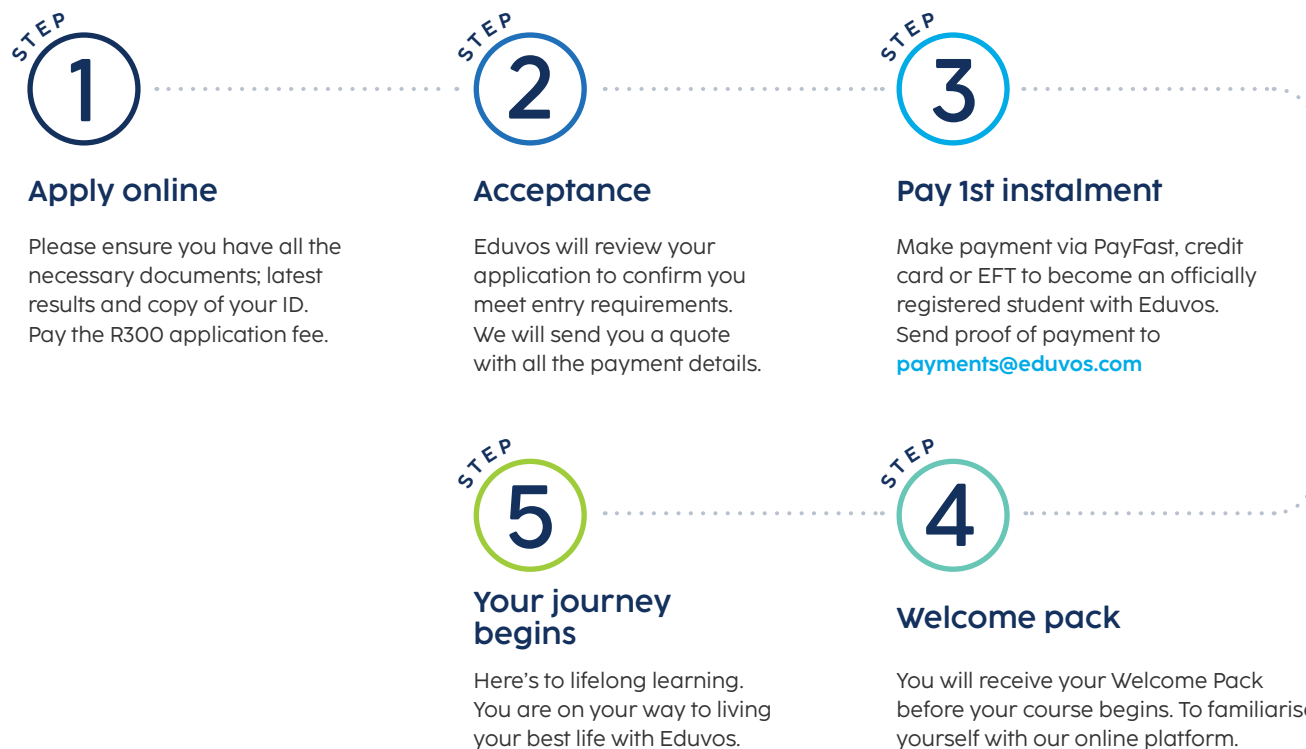 STEP
1
Apply online
Please ensure you have all the
necessary documents; latest
results and copy of your ID.
Pay the R300 application fee.
STEP
2
Acceptance
Eduvos will review your
application to confirm you
meet entry requirements.
We will send you a quote
with all the payment details.
STEP
3
Pay 1st instalment
Make payment via PayFast, credit
card or EFT to become an officially
registered student with Eduvos.
Send proof of payment to
payments@eduvos.com
STEP
4
Welcome pack
You will receive your Welcome Pack
before your course begins. To familiarise
yourself with our online platform.
STEP
5
Your journey
begins
Here's to lifelong learning.
You are on your way to living
your best life with Eduvos.